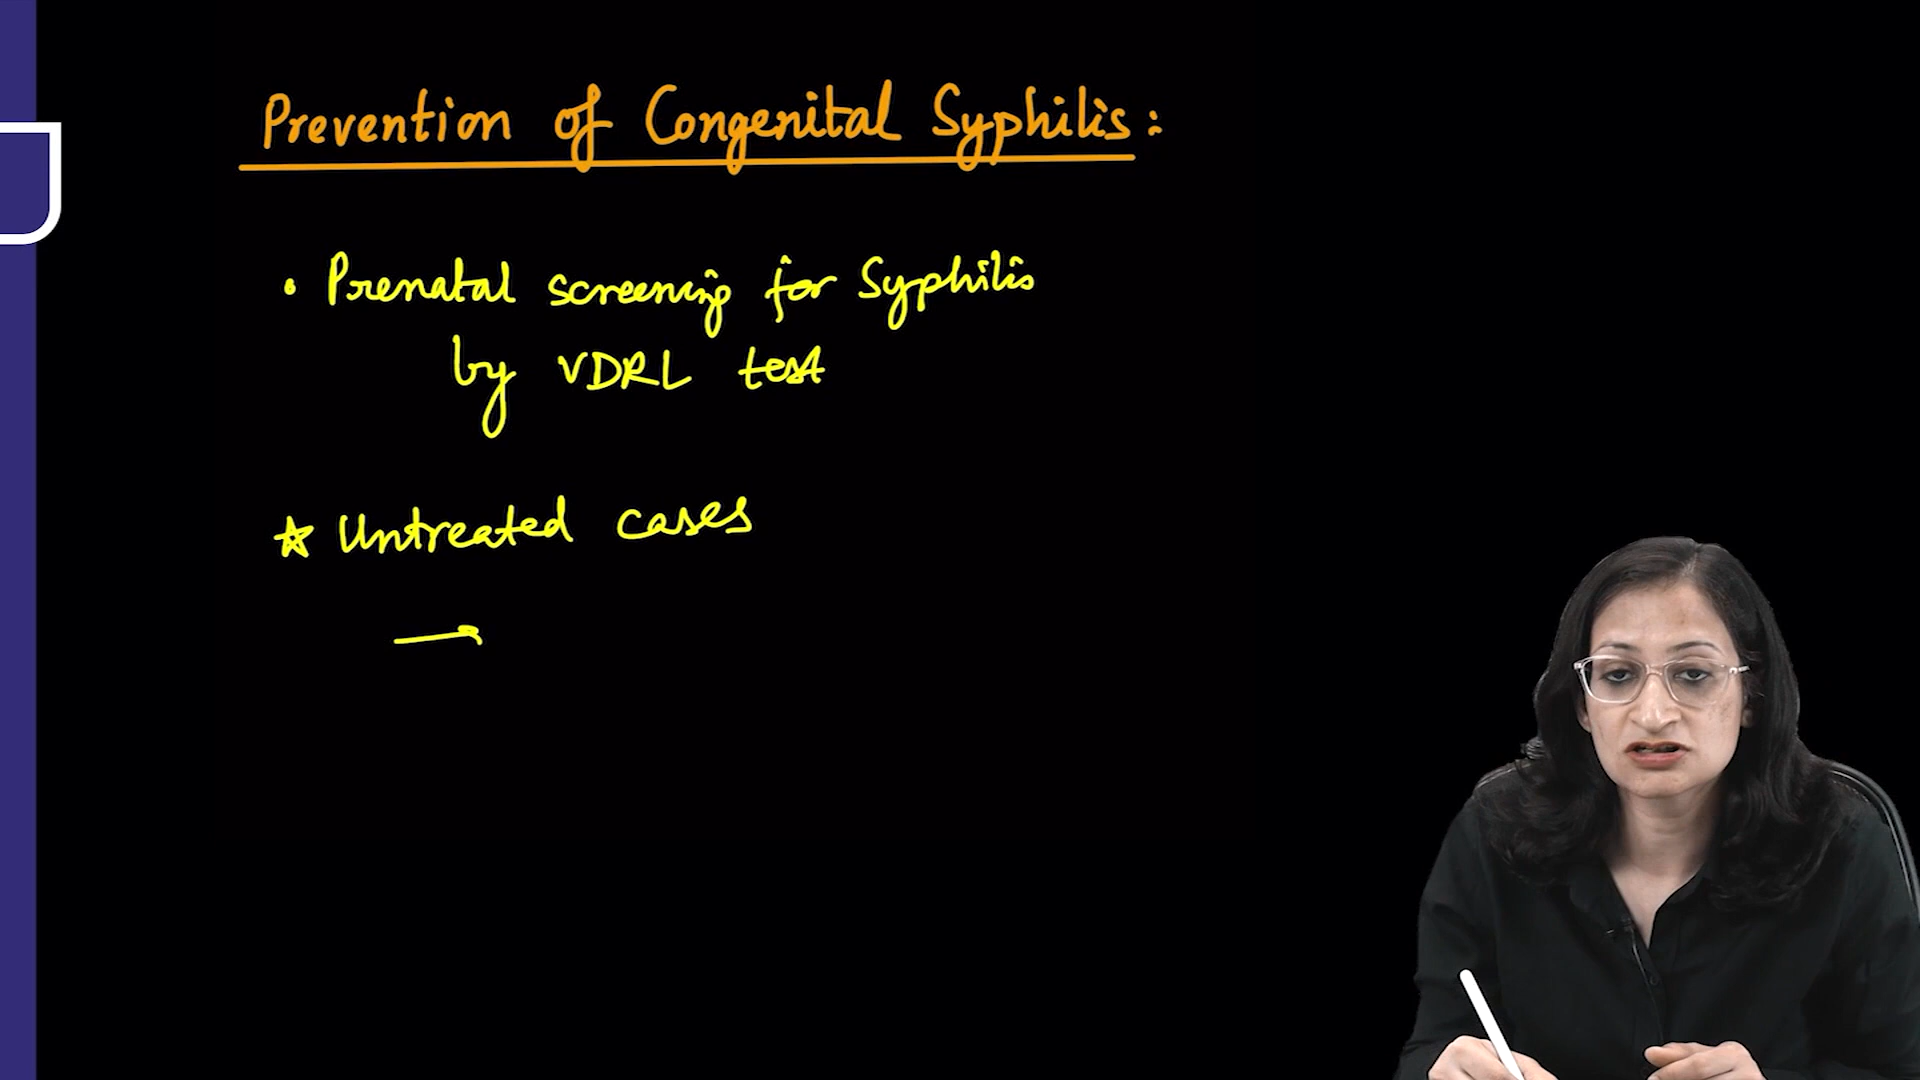 Prevention of Congenital Syphilis:
• Prenatal screening for Syphilis
by VDRL test
☆ Untreated cases
→